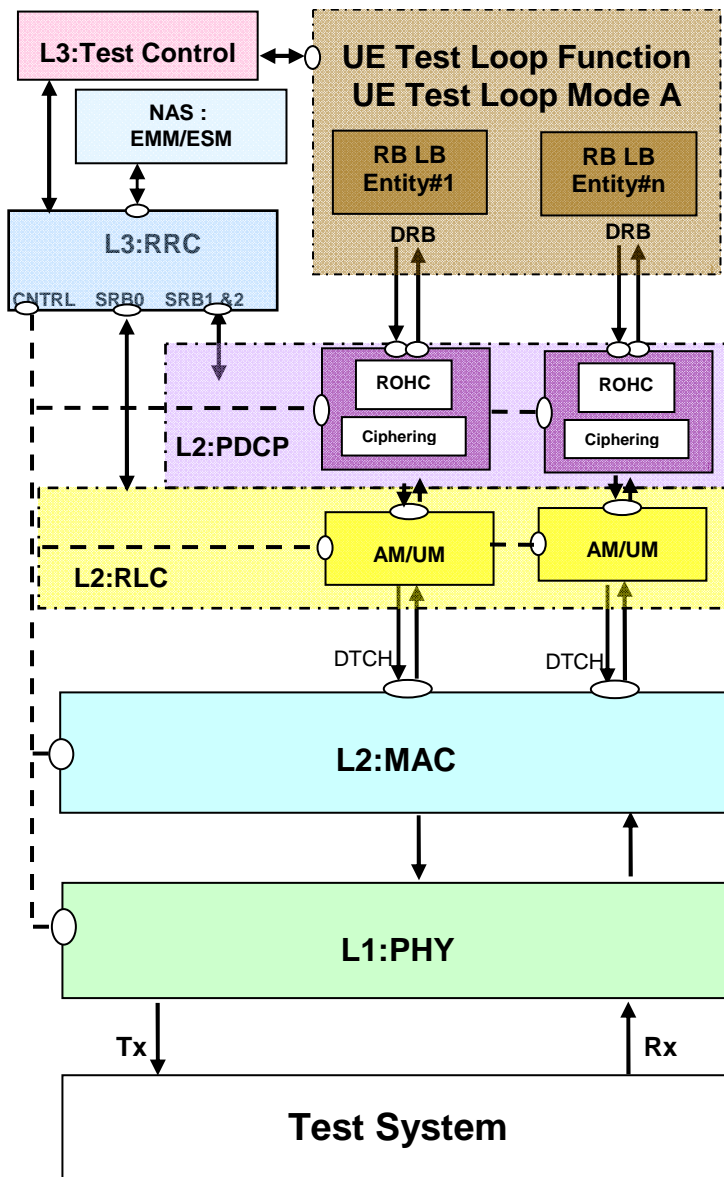 L3:Test Control
UE Test Loop Function
UE Test Loop Mode A
NAS :
EMM/ESM
RB LB
Entity#1
RB LB
Entity#n
DRB
DRB
L3:RRC
CNTRL SRB0 SRB1 &2
ROHC
Ciphering
ROHC
Ciphering
L2:PDCP
AM/UM
AM/UM
L2:RLC
DTCH
DTCH
L2:MAC
L1:PHY
Tx
Rx
Test System